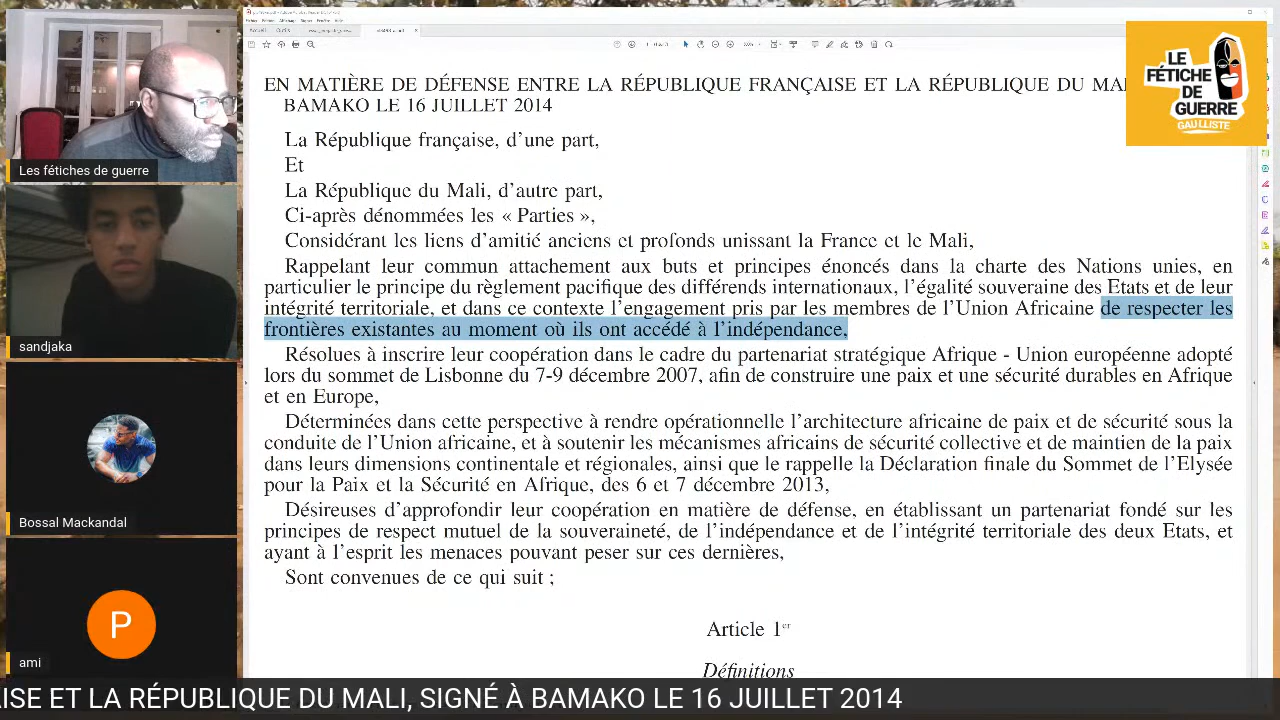 Accueil
Outils
LE
FÉTICHE
DE
GUERRE
GAULLISTE
EN MATIÈRE DE DÉFENSE ENTRE LA RÉPUBLIQUE FRANÇAISE ET LA RÉPUBLIQUE DU
BAMAKO LE 16 JUILLET 2014
La République française, d'une part,
Et
La République du Mali, d'autre part,
Ci-après dénommées les « Parties »,
Considérant les liens d'amitié anciens et profonds unissant la France et le Mali,
Rappelant leur commun attachement aux buts et principes énoncés dans la charte des Nations unies, en
particulier le principe du règlement pacifique des différends internationaux, l'égalité souveraine des Etats et de leur
intégrité territoriale, et dans ce contexte l'engagement pris par les membres de l'Union Africaine de respecter les
frontières existantes au moment où ils ont accédé à l'indépendance,
Résolues à inscrire leur coopération dans le cadre du partenariat stratégique Afrique - Union européenne adopté
lors du sommet de Lisbonne du 7-9 décembre 2007, afin de construire une paix et une sécurité durables en Afrique
et en Europe,
Déterminées dans cette perspective à rendre opérationnelle l'architecture africaine de paix et de sécurité sous la
conduite de l'Union africaine, et à soutenir les mécanismes africains de sécurité collective et de maintien de la paix
dans leurs dimensions continentale et régionales, ainsi que le rappelle la Déclaration finale du Sommet de l'Elysée
pour la Paix et la Sécurité en Afrique, des 6 et 7 décembre 2013,
Désireuses d'approfondir leur coopération en matière de défense, en établissant un partenariat fondé sur les
principes de respect mutuel de la souveraineté, de l'indépendance et de l'intégrité territoriale des deux Etats, et
ayant à l'esprit les menaces pouvant peser sur ces dernières,
Sont convenues de ce qui suit ;
Article 1er
Définitions
Les fétiches de guerre
sandjaka
Bossal Mackandal
P
ami
AISE ET LA RÉPUBLIQUE DU MALI, SIGNÉ À BAMAKO LE 16 JUILLET 2014